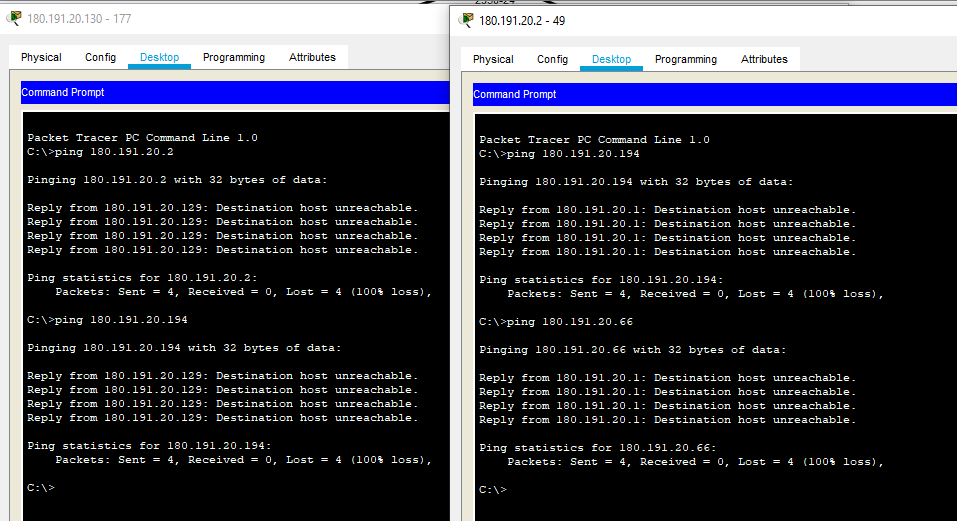 2950-24
180.191.20.130 - 177
Physical Config Desktop Programming Attributes
Command Prompt
Packet Tracer PC Command Line 1.0
C:\>ping 180.191.20.2
Pinging 180.191.20.2 with 32 bytes of data:
Reply from 180.191.20.129: Destination host unreachable.
Reply from 180.191.20.129: Destination host unreachable.
Reply from 180.191.20.129: Destination host unreachable.
Reply from 180.191.20.129: Destination host unreachable.
Ping statistics for 180.191.20.2:
Packets: Sent = 4, Received = 0, Lost = 4 (100% loss),
C:\>ping 180.191.20.194
Pinging 180.191.20.194 with 32 bytes of data:
Reply from 180.191.20.129: Destination host unreachable.
Reply from 180.191.20.129: Destination host unreachable.
Reply from 180.191.20.129: Destination host unreachable.
Reply from 180.191.20.129: Destination host unreachable.
Ping statistics for 180.191.20.194:
Packets: Sent = 4, Received = 0, Lost = 4 (100% loss),
C:\>
180.191.20.2 - 49
Physical Config Desktop Programming Attributes
Command Prompt
Packet Tracer PC Command Line 1.0
C:\>ping 180.191.20.194
Pinging 180.191.20.194 with 32 bytes of data:
Reply from 180.191.20.1: Destination host unreachable.
Reply from 180.191.20.1: Destination host unreachable.
Reply from 180.191.20.1: Destination host unreachable.
Reply from 180.191.20.1: Destination host unreachable.
Ping statistics for 180.191.20.194:
Packets: Sent = 4, Received = 0, Lost = 4 (100% loss),
C:\>ping 180.191.20.66
Pinging 180.191.20.66 with 32 bytes of data:
Reply from 180.191.20.1: Destination host unreachable.
Reply from 180.191.20.1: Destination host unreachable.
Reply from 180.191.20.1: Destination host unreachable.
Reply from 180.191.20.1: Destination host unreachable.
Ping statistics for 180.191.20.66:
Packets: Sent = 4, Received = 0, Lost = 4 (100% loss),
C:\>